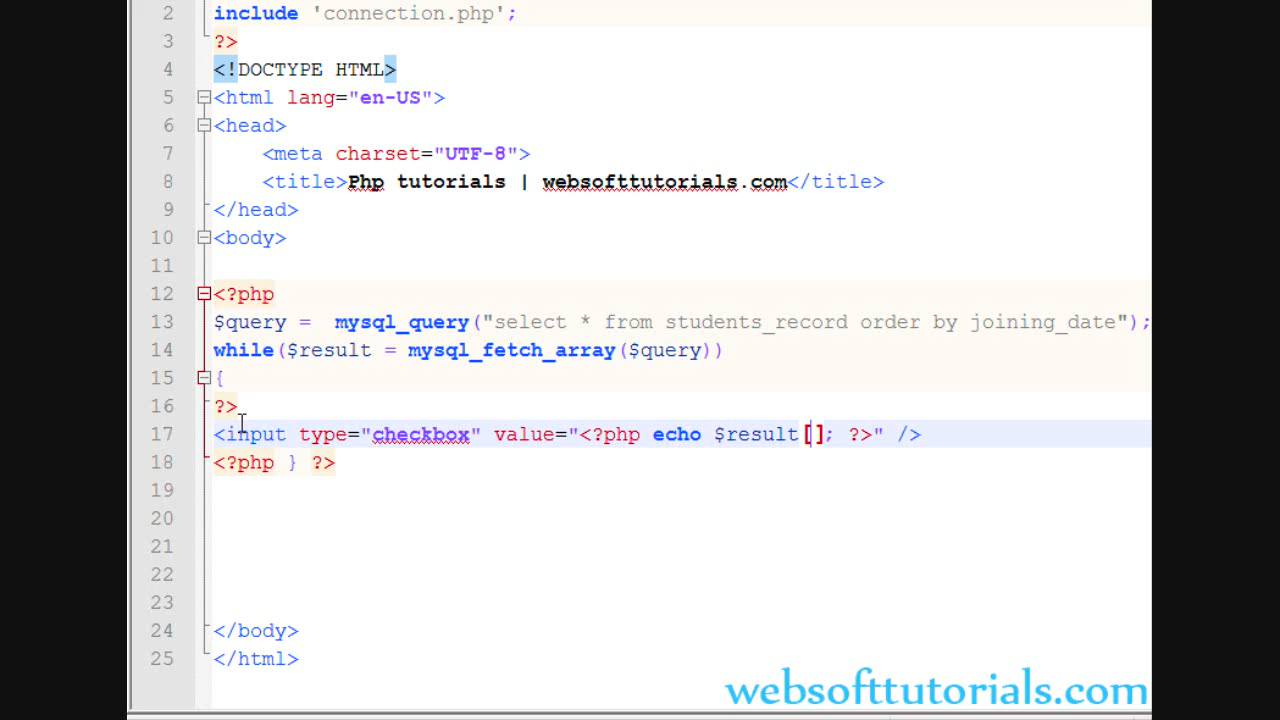 2 include 'connection.php';
3 ?>
4 <!DOCTYPE HTML>
5 <html lang="en-US">
6 <head>
7 <meta charset="UTF-8">
8 <title>Php tutorials | websofttutorials.com</title>
9 </head>
10 <body>
11
12 <?php
13 $query = mysql_query("select * from students_record order by joining_date");
14 while($result = mysql_fetch_array($query))
15 {
16 ?>
17 <input type="checkbox" value="<?php echo $result[]; ?>" />
18 <?php } ?>
19
20
21
22
23
24 </body>
25 </html>
websofttutorials.com